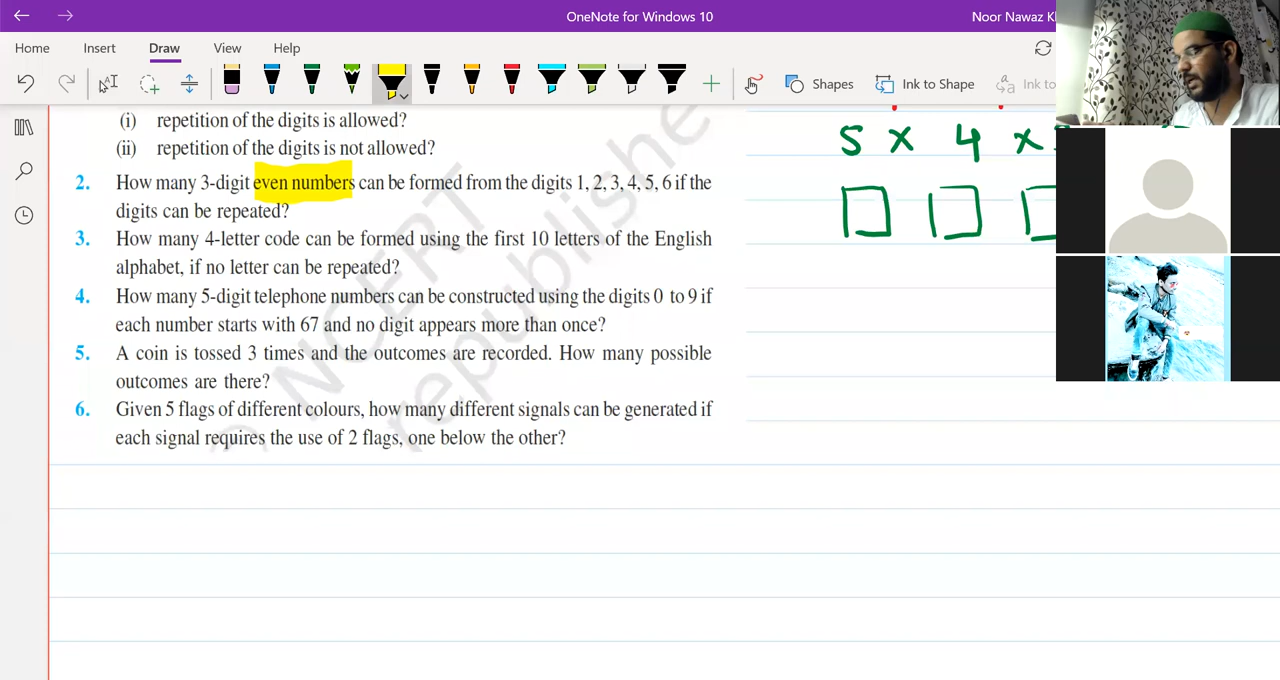 OneNote for Windows 10
Noor Nawaz Kh
Home Insert Draw View Help
Shapes Ink to Shape Ink to
(i) repetition of the digits is allowed?
(ii) repetition of the digits is not allowed?
2. How many 3-digit even numbers can be formed from the digits 1, 2, 3, 4, 5, 6 if the
digits can be repeated?
3. How many 4-letter code can be formed using the first 10 letters of the English
alphabet, if no letter can be repeated?
4. How many 5-digit telephone numbers can be constructed using the digits 0 to 9 if
each number starts with 67 and no digit appears more than once?
5. A coin is tossed 3 times and the outcomes are recorded. How many possible
outcomes are there?
6. Given 5 flags of different colours, how many different signals can be generated if
each signal requires the use of 2 flags, one below the other?
5 x 4 x
NCERT
republishe